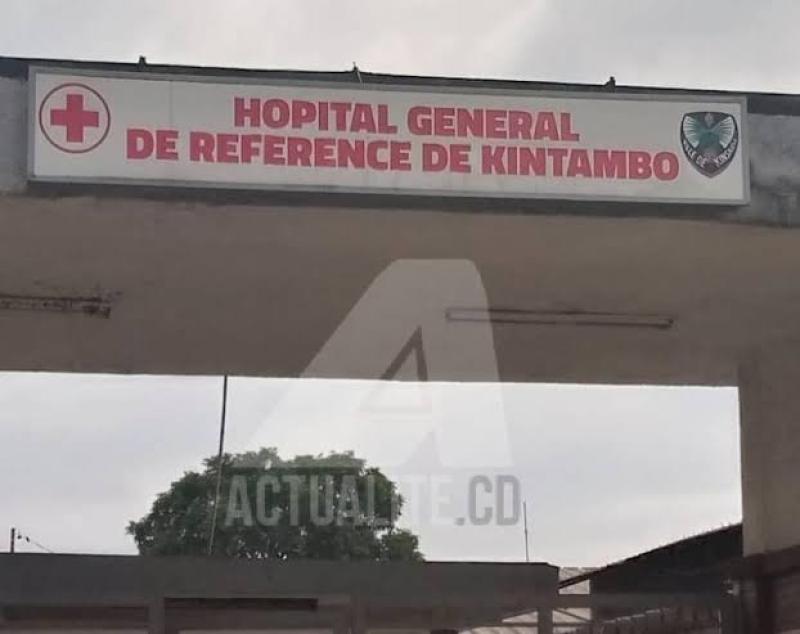 HOPITAL GENERAL
DE REFERENCE DE KINTAMBO
ACTUALITE.CD